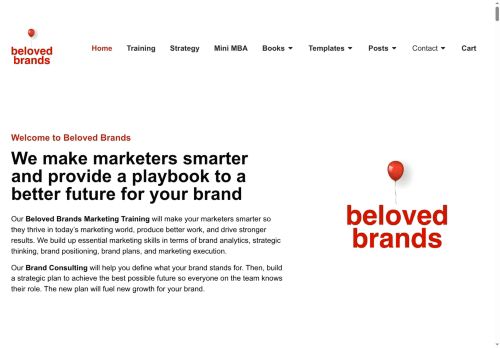 beloved
brands
Home Training Strategy Mini MBA Books Templates Posts Contact Cart
Welcome to Beloved Brands
We make marketers smarter
and provide a playbook to a
better future for your brand
Our Beloved Brands Marketing Training will make your marketers smarter so
they thrive in today’s marketing world, produce better work, and drive stronger
results. We build up essential marketing skills in terms of brand analytics, strategic
thinking, brand positioning, brand plans, and marketing execution.
Our Brand Consulting will help you define what your brand stands for. Then, build
a strategic plan to achieve the best possible future so everyone on the team knows
their role. The new plan will fuel new growth for your brand.
beloved
brands